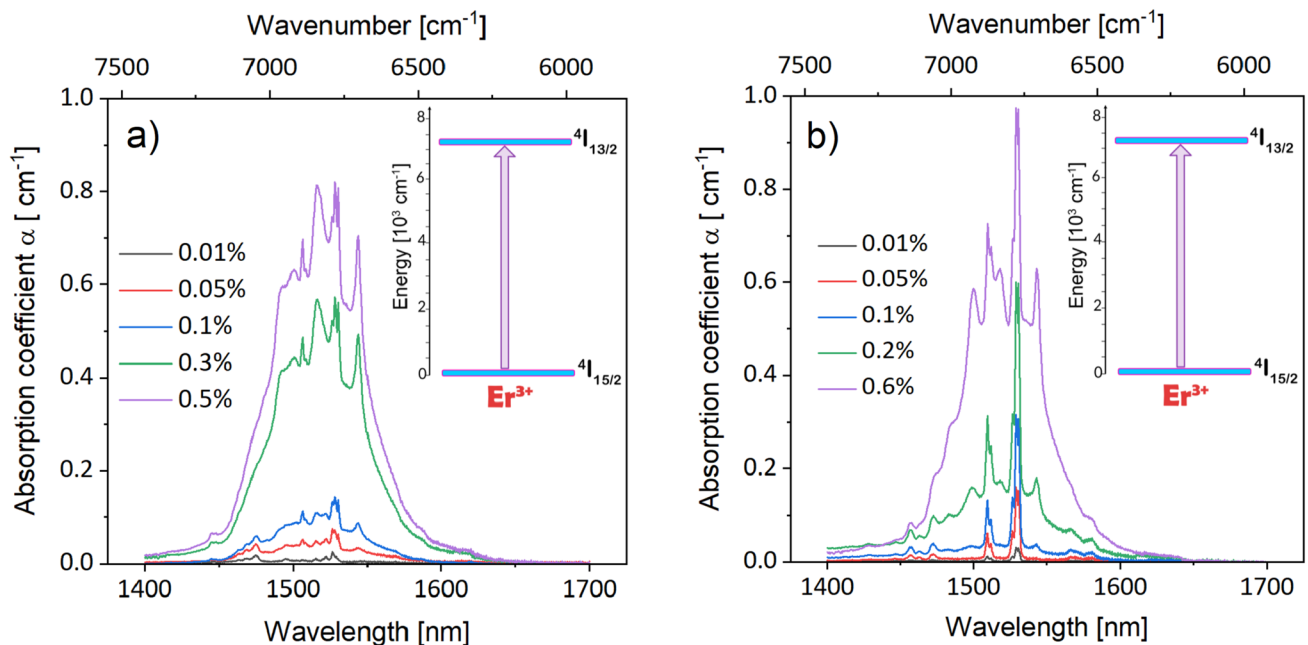 Wavenumber [cm⁻¹]
7500 7000 6500 6000
1.0
0.8
0.6
0.4
0.2
0.0
Absorption coefficient α [ cm⁻¹]
a)
0.01%
0.05%
0.1%
0.3%
0.5%
Energy [10³ cm⁻¹]
8
6
4
2
0
⁴I₁₃/₂
⁴I₁₅/₂
Er³⁺
1400 1500 1600 1700
Wavelength [nm]
Wavenumber [cm⁻¹]
7500 7000 6500 6000
1.0
0.8
0.6
0.4
0.2
0.0
Absorption coefficient α [ cm⁻¹]
b)
0.01%
0.05%
0.1%
0.2%
0.6%
Energy [10³ cm⁻¹]
8
6
4
2
0
⁴I₁₃/₂
⁴I₁₅/₂
Er³⁺
1400 1500 1600 1700
Wavelength [nm]